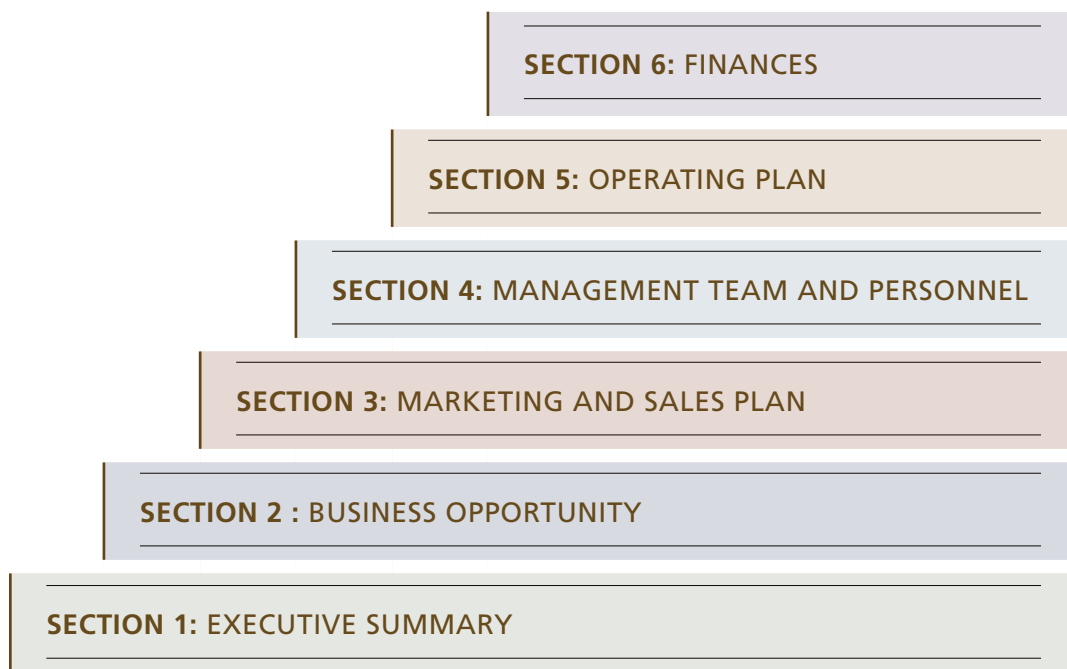 SECTION 6: FINANCES
SECTION 5: OPERATING PLAN
SECTION 4: MANAGEMENT TEAM AND PERSONNEL
SECTION 3: MARKETING AND SALES PLAN
SECTION 2 : BUSINESS OPPORTUNITY
SECTION 1: EXECUTIVE SUMMARY